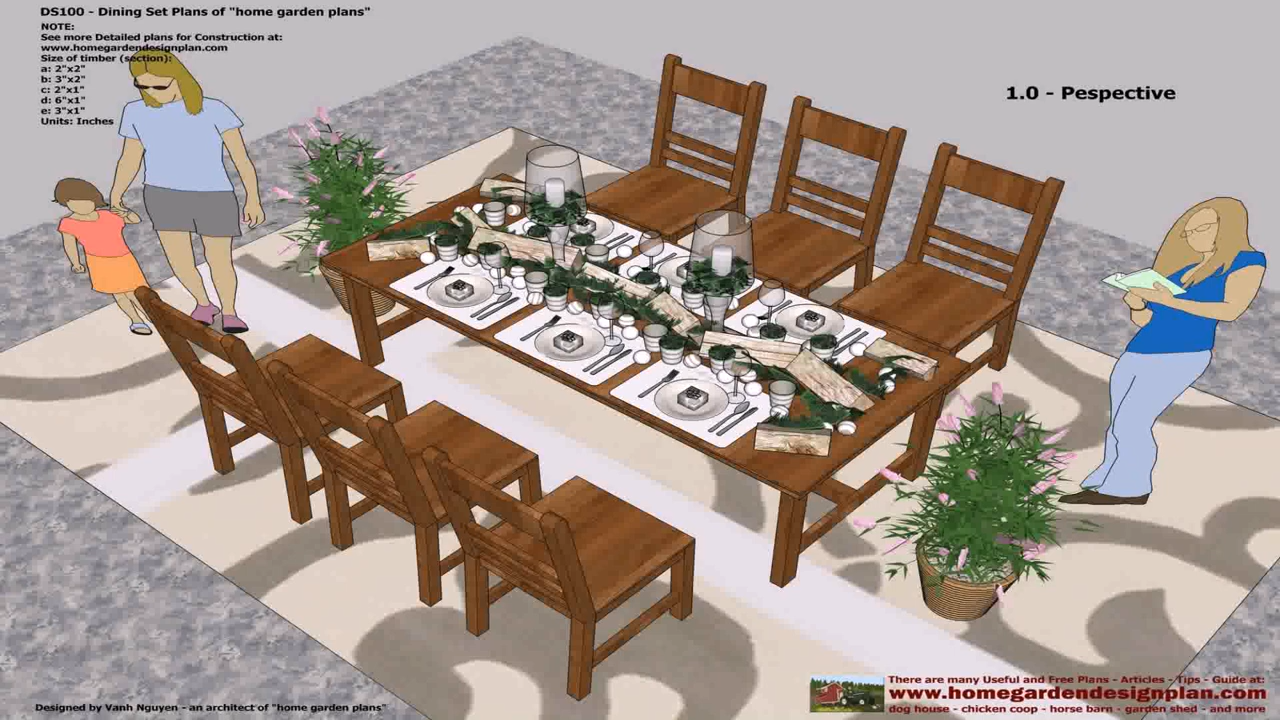 DS100 - Dining Set Plans of "home garden plans"
NOTE:
See more Detailed plans for Construction at:
www.homegardendesignplan.com
Size of timber (section):
a: 2"x2"
b: 3"x2"
c: 2"x1"
d: 6"x1"
e: 3"x1"
Units: Inches
1.0 - Pespective
There are many Useful and Free Plans - Articles - Tips - Guide at:
www.homegardendesignplan.com
dog house - chicken coop - horse barn - garden shed - and more
Designed by Vanh Nguyen - an architect of "home garden plans"